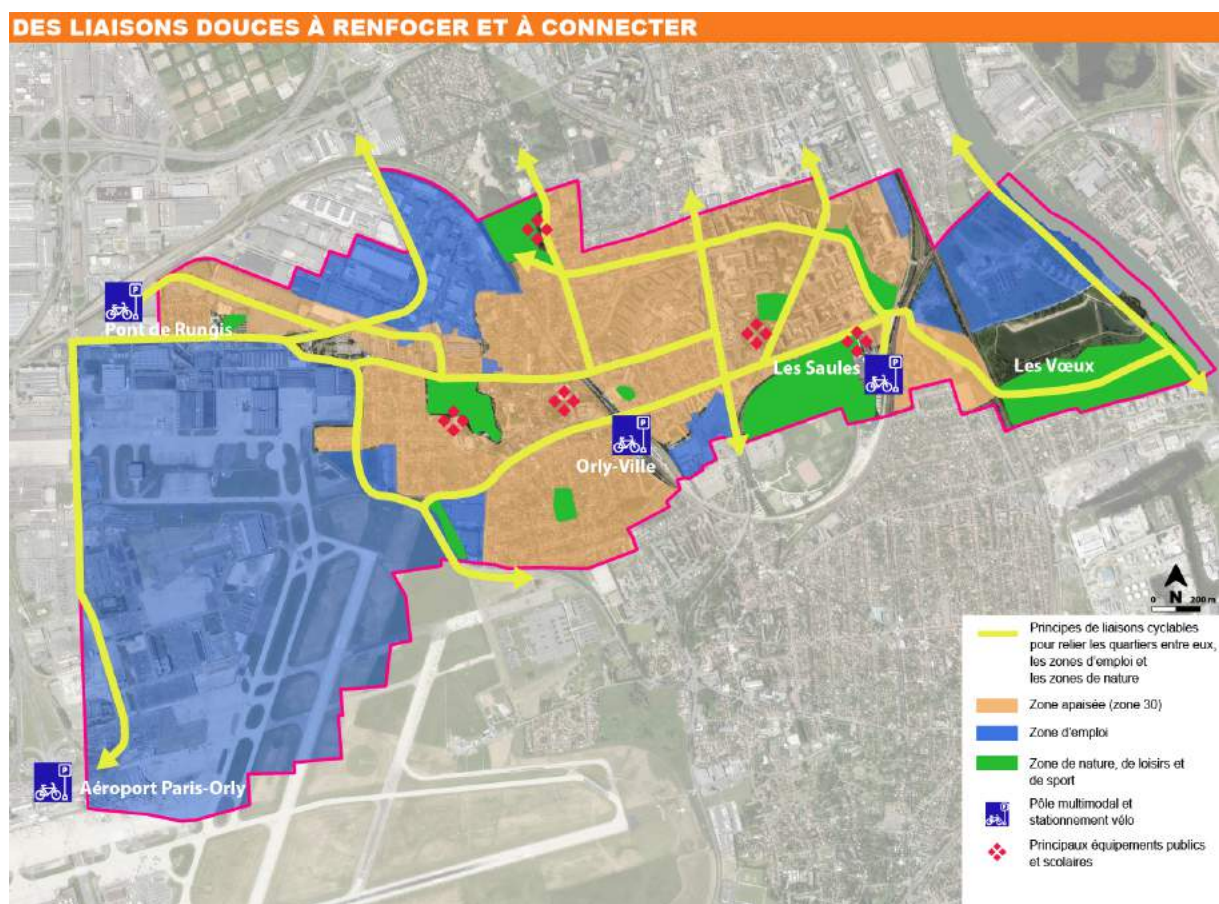 DES LIAISONS DOUCES À RENFOCER ET À CONNECTER
Pont de Rungis
Les Saules
Les Vœux
Orly-Ville
Aéroport Paris-Orly
N
0 200 m
Principes de liaisons cyclables
pour relier les quartiers entre eux,
les zones d'emploi et
les zones de nature
Zone apaisée (zone 30)
Zone d'emploi
Zone de nature, de loisirs et
de sport
Pôle multimodal et
stationnement vélo
Principaux équipements publics
et scolaires
P
P
P
P
P